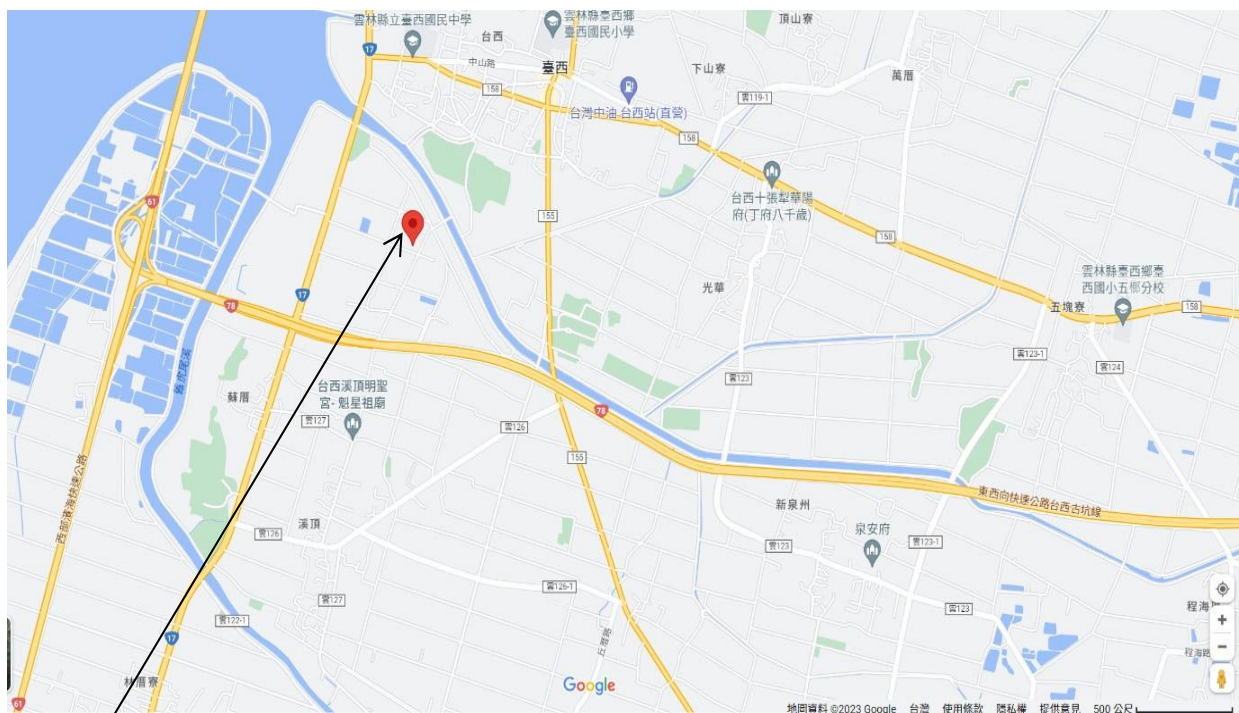 雲林縣立臺西國民中學
雲林縣臺西鄉
臺西國民小學
頂山寮
17
台西
中山路
臺西
下山寮
萬厝
158
台灣中油-台西站(直營)
雲119-1
158
61
台西十張犁華陽
府(丁府八千歲)
155
158
雲林縣臺西鄉臺
西國小五榔分校
17
78
光華
五塊寮
158
舊虎尾溪
雲123-1
雲124
蘇厝
台西溪頂明聖
宮- 魁星祖廟
雲127
雲123
78
雲126
155
西部濱海快速公路
東西向快速公路台西古坑線
新泉州
溪頂
雲126
泉安府
雲123
雲123-1
雲126-1
雲127
雲123
雲122-1
17
丘厝路
程海
程海路
林厝寮
61
Google
地圖資料 ©2023 Google 台灣 使用條款 隱私權 提供意見 500 公尺